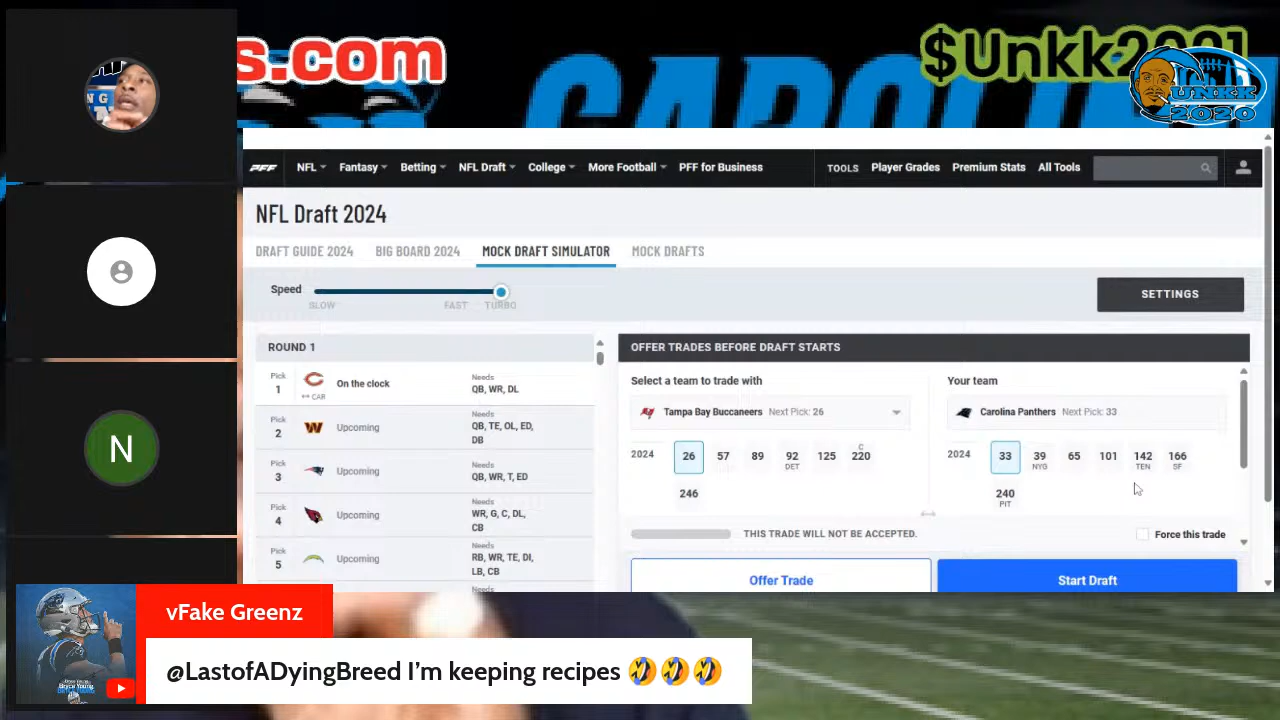 s.com
CAROLIN
$Unkk2021
UNKK
2020
PFF NFL Fantasy Betting NFL Draft College More Football PFF for Business TOOLS Player Grades Premium Stats All Tools
NFL Draft 2024
DRAFT GUIDE 2024 BIG BOARD 2024 MOCK DRAFT SIMULATOR MOCK DRAFTS
Speed
SLOW FAST TURBO
SETTINGS
ROUND 1
Pick 1 CAR On the clock Needs QB, WR, DL
Pick 2 Upcoming Needs QB, TE, OL, ED, DB
Pick 3 Upcoming Needs QB, WR, T, ED
Pick 4 Upcoming Needs WR, G, C, DL, CB
Pick 5 Upcoming Needs RB, WR, TE, DI, LB, CB
Needs
OFFER TRADES BEFORE DRAFT STARTS
Select a team to trade with
Tampa Bay Buccaneers Next Pick: 26
2024 26 57 89 92 DET 125 C 220
246
Your team
Carolina Panthers Next Pick: 33
2024 33 39 NYG 65 101 142 TEN 166 SF
240 PIT
THIS TRADE WILL NOT BE ACCEPTED.
Force this trade
Offer Trade
Start Draft
N
vFake Greenz
@LastofADyingBreed I’m keeping recipes 🤣🤣🤣